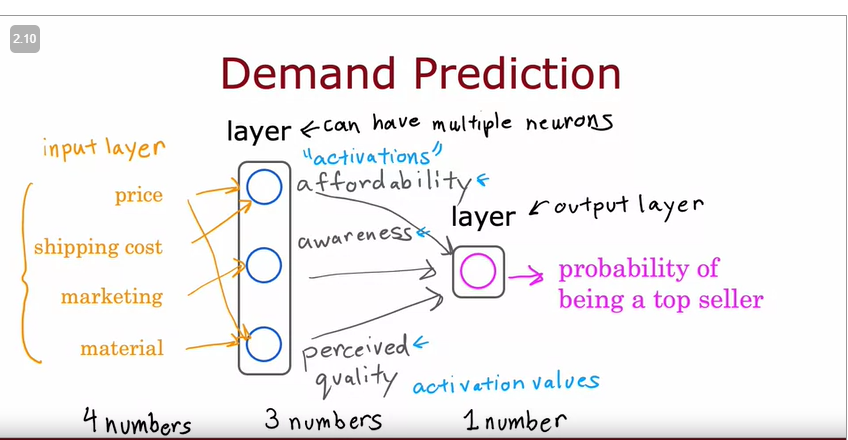 2.10
Demand Prediction
layer ← can have multiple neurons
input layer
"activations"
price
affordability ←
layer ← output layer
shipping cost
awareness ←
probability of
being a top seller
marketing
material
perceived ←
quality
activation values
4 numbers
3 numbers
1 number